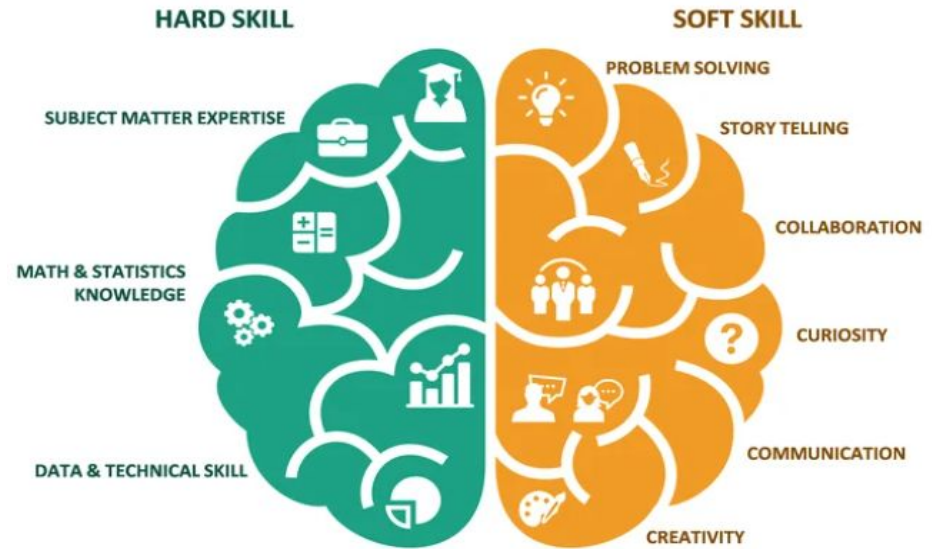 HARD SKILL
SUBJECT MATTER EXPERTISE
MATH & STATISTICS
KNOWLEDGE
DATA & TECHNICAL SKILL
SOFT SKILL
PROBLEM SOLVING
STORY TELLING
COLLABORATION
CURIOSITY
COMMUNICATION
CREATIVITY